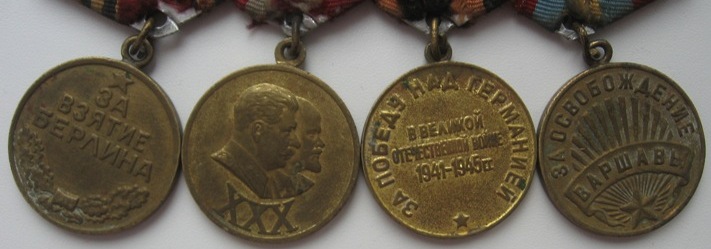 ЗА
ВЗЯТИЕ
БЕРЛИНА
XXX
ЗА ПОБЕДУ НАД ГЕРМАНИЕЙ
В ВЕЛИКОЙ
ОТЕЧЕСТВЕННОЙ ВОЙНЕ
1941-1945гг
ЗА ОСВОБОЖДЕНИЕ
ВАРШАВЫ